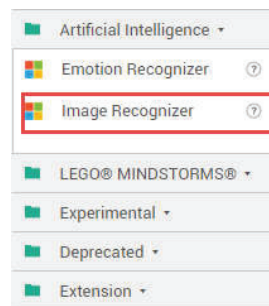 Artificial Intelligence
Emotion Recognizer ?
Image Recognizer ?
LEGO® MINDSTORMS®
Experimental
Deprecated
Extension